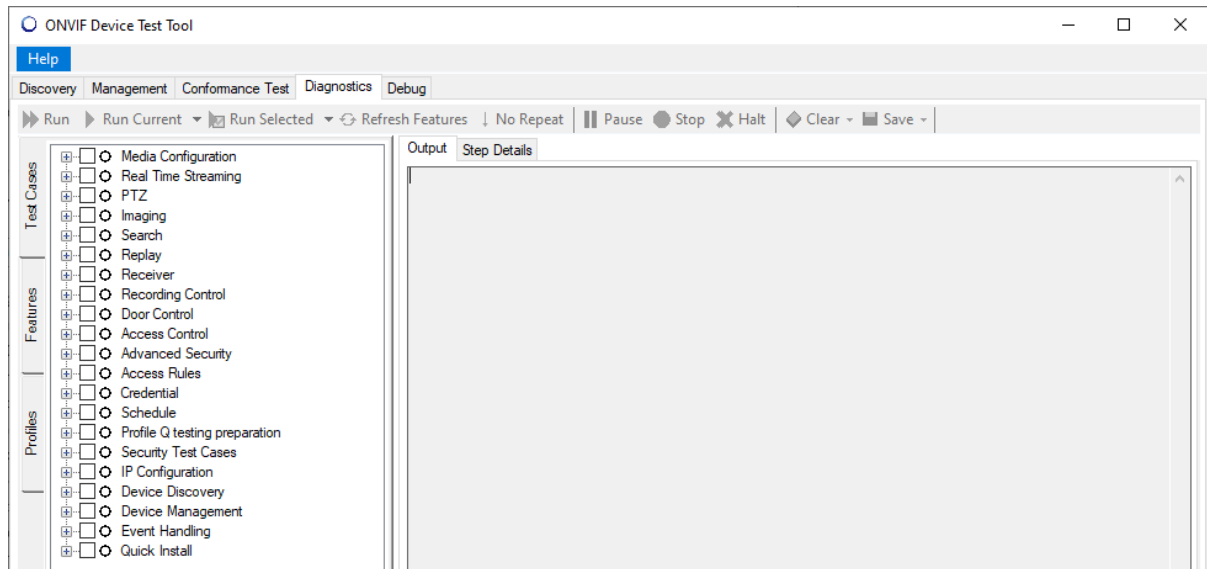 ONVIF Device Test Tool
Help
Discovery Management Conformance Test Diagnostics Debug
Run Run Current Run Selected Refresh Features No Repeat Pause Stop Halt Clear Save
Test Cases
Features
Profiles
Media Configuration
Real Time Streaming
PTZ
Imaging
Search
Replay
Receiver
Recording Control
Door Control
Access Control
Advanced Security
Access Rules
Credential
Schedule
Profile Q testing preparation
Security Test Cases
IP Configuration
Device Discovery
Device Management
Event Handling
Quick Install
Output Step Details